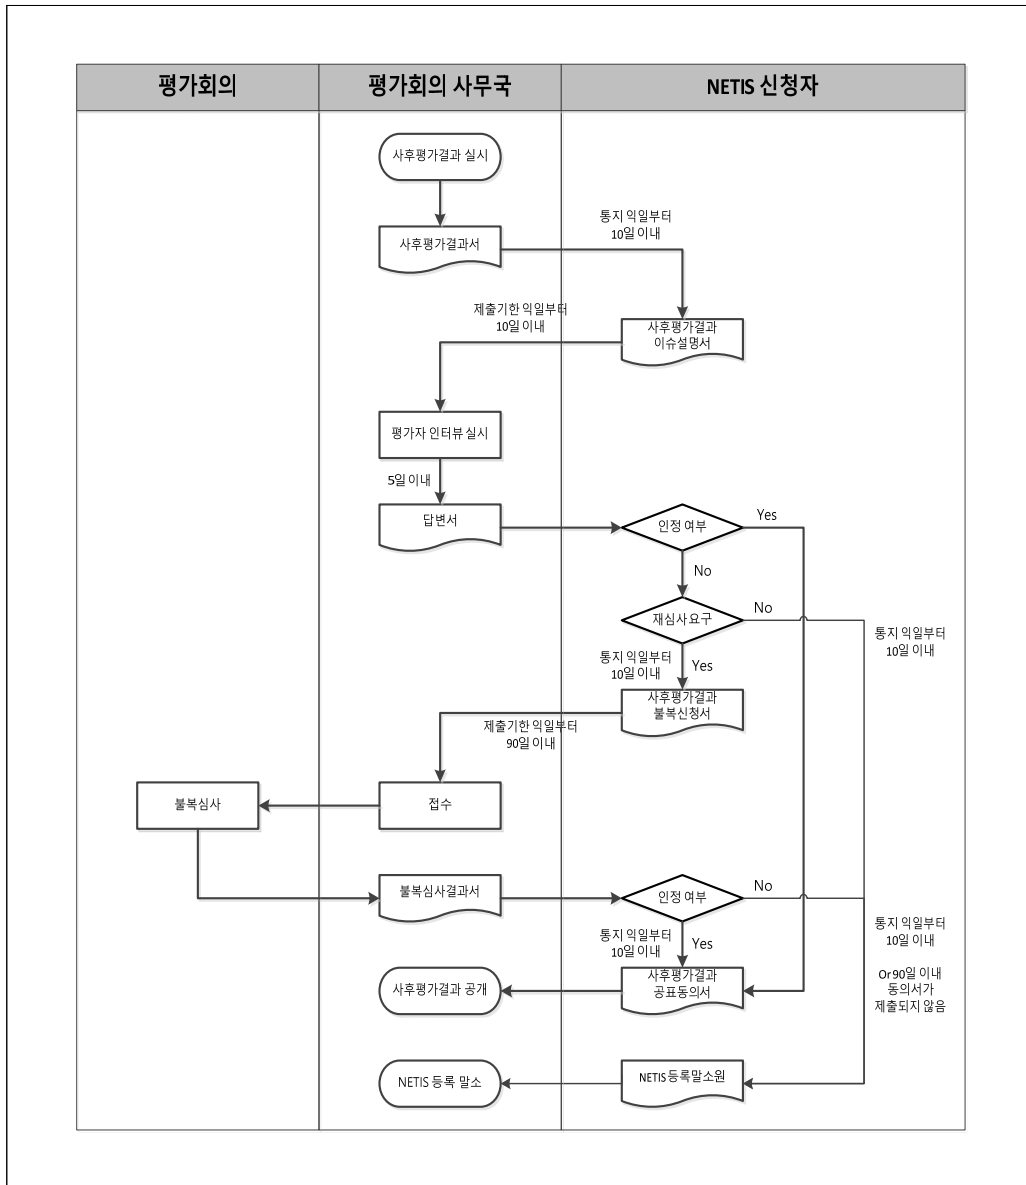 평가회의
평가회의 사무국
NETIS 신청자
사후평가결과 실시
통지 익일부터
10일 이내
사후평가결과서
제출기한 익일부터
10일 이내
사후평가결과
이슈설명서
평가자 인터뷰 실시
5일 이내
답변서
인정 여부
Yes
No
재심사요구
No
통지 익일부터
10일 이내
통지 익일부터
10일 이내
Yes
사후평가결과
불복신청서
제출기한 익일부터
90일 이내
불복심사
접수
불복심사결과서
인정 여부
No
통지 익일부터
10일 이내
Yes
통지 익일부터
10일 이내
Or 90일 이내
동의서가
제출되지 않음
사후평가결과 공개
사후평가결과
공표동의서
NETIS 등록 말소
NETIS 등록말소원